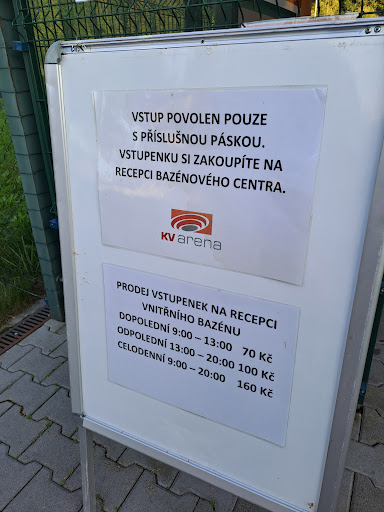 VSTUP POVOLEN POUZE
S PŘÍSLUŠNOU PÁSKOU.
VSTUPENKU SI ZAKOUPÍTE NA
RECEPCI BAZÉNOVÉHO CENTRA.
KV arena
PRODEJ VSTUPENEK NA RECEPCI
VNITŘNÍHO BAZÉNU
DOPOLEDNÍ 9:00 – 13:00 70 Kč
ODPOLEDNÍ 13:00 – 20:00 100 Kč
CELODENNÍ 9:00 – 20:00 160 Kč